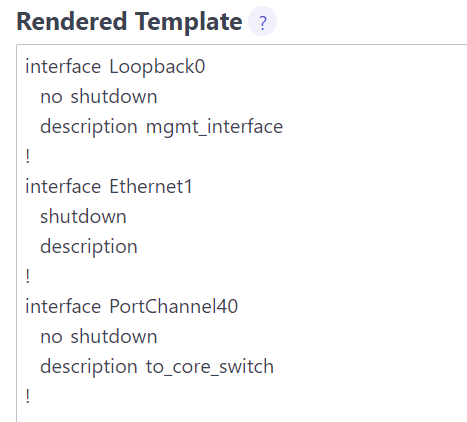 Rendered Template ?
interface Loopback0
   no shutdown
   description mgmt_interface
!
interface Ethernet1
   shutdown
   description
!
interface PortChannel40
   no shutdown
   description to_core_switch
!